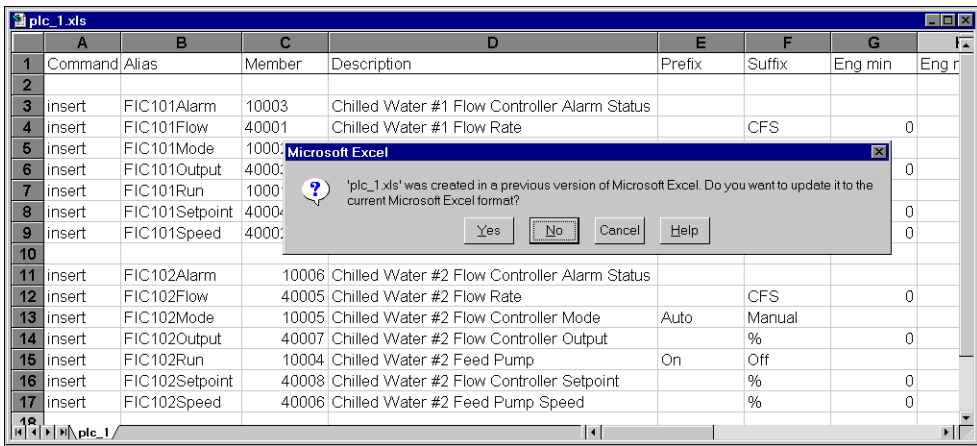 plc_1.xls
A B C D E F G
1 Command Alias Member Description Prefix Suffix Eng min Eng
2
3 insert FIC101Alarm 10003 Chilled Water #1 Flow Controller Alarm Status
4 insert FIC101Flow 40001 Chilled Water #1 Flow Rate CFS 0
5 insert FIC101Mode 1000
6 insert FIC101Output 4000 0
7 insert FIC101Run 1000
8 insert FIC101Setpoint 4000 0
9 insert FIC101Speed 4000 0
Microsoft Excel
?
'plc_1.xls' was created in a previous version of Microsoft Excel. Do you want to update it to the
current Microsoft Excel format?
Yes No Cancel Help
10
11 insert FIC102Alarm 10006 Chilled Water #2 Flow Controller Alarm Status
12 insert FIC102Flow 40005 Chilled Water #2 Flow Rate CFS 0
13 insert FIC102Mode 10005 Chilled Water #2 Flow Controller Mode Auto Manual
14 insert FIC102Output 40007 Chilled Water #2 Flow Controller Output % 0
15 insert FIC102Run 10004 Chilled Water #2 Feed Pump On Off
16 insert FIC102Setpoint 40008 Chilled Water #2 Flow Controller Setpoint % 0
17 insert FIC102Speed 40006 Chilled Water #2 Feed Pump Speed % 0
18
plc_1